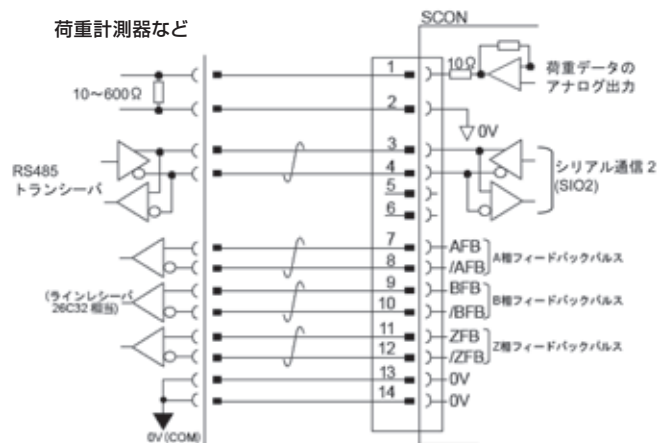 荷重計測器など
SCON
10~600Ω
1
10Ω
荷重データの
アナログ出力
2
0V
RS485
トランシーバ
3
4
5
6
シリアル通信2
(SIO2)
7
AFB
8
/AFB
A相フィードバックパルス
(ラインレシーバ
26C32 相当)
9
BFB
10
/BFB
B相フィードバックパルス
11
ZFB
12
/ZFB
Z相フィードバックパルス
13
0V
14
0V
0V(COM)